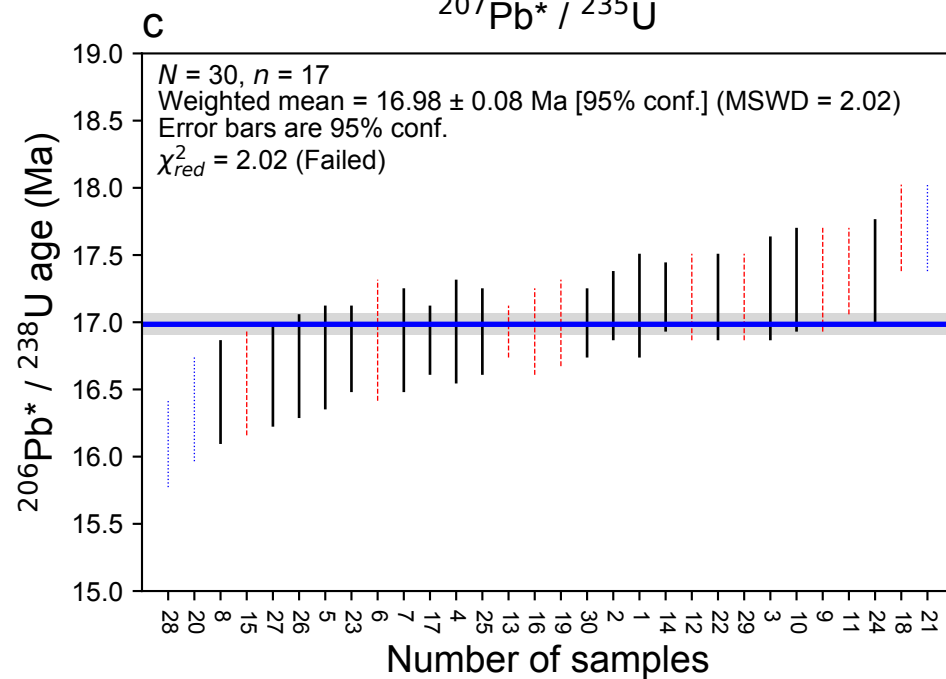 ²⁰⁷Pb* / ²³⁵U
c
N = 30, n = 17
Weighted mean = 16.98 ± 0.08 Ma [95% conf.] (MSWD = 2.02)
Error bars are 95% conf.
χ²red = 2.02 (Failed)
²⁰⁶Pb* / ²³⁸U age (Ma)
19.0
18.5
18.0
17.5
17.0
16.5
16.0
15.5
15.0
28 20 8 15 27 26 5 23 6 7 17 4 25 13 16 19 30 2 1 14 12 22 29 3 10 9 11 24 18 21
Number of samples